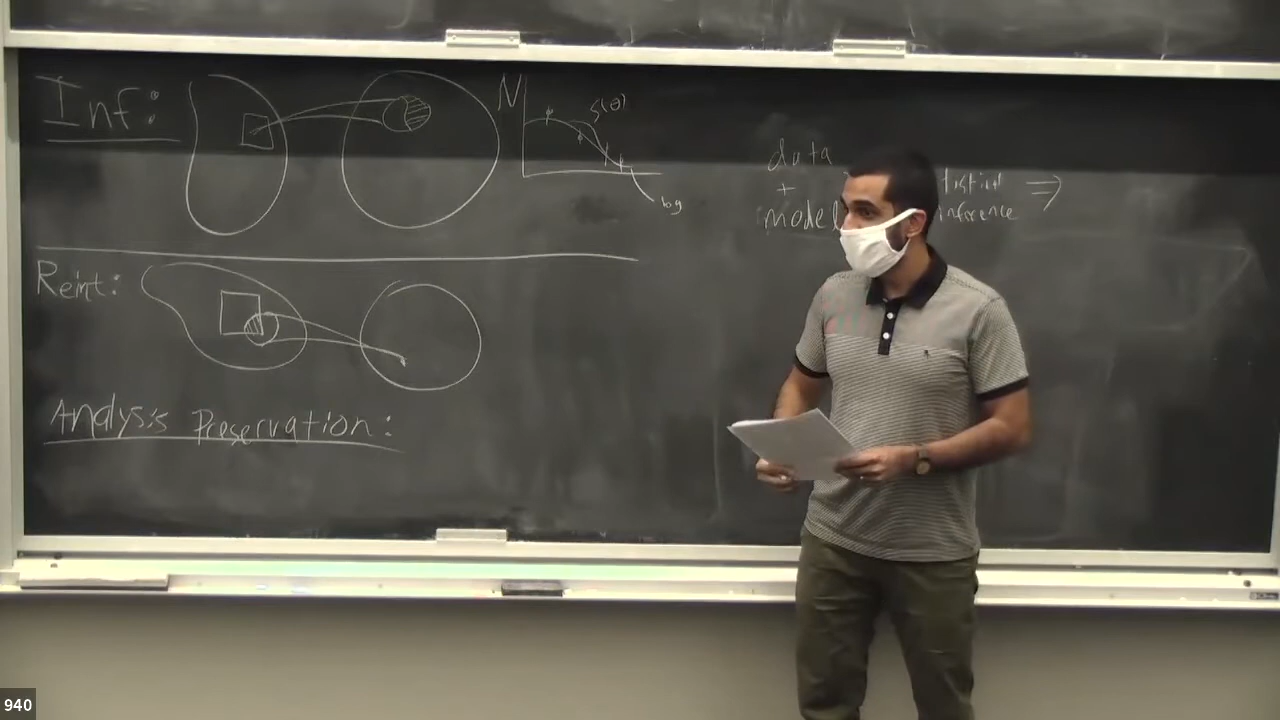 Inf:
N
S(θ)
bg
data
+
model
inference ⇒
Reint:
Analysis Preservation:
940